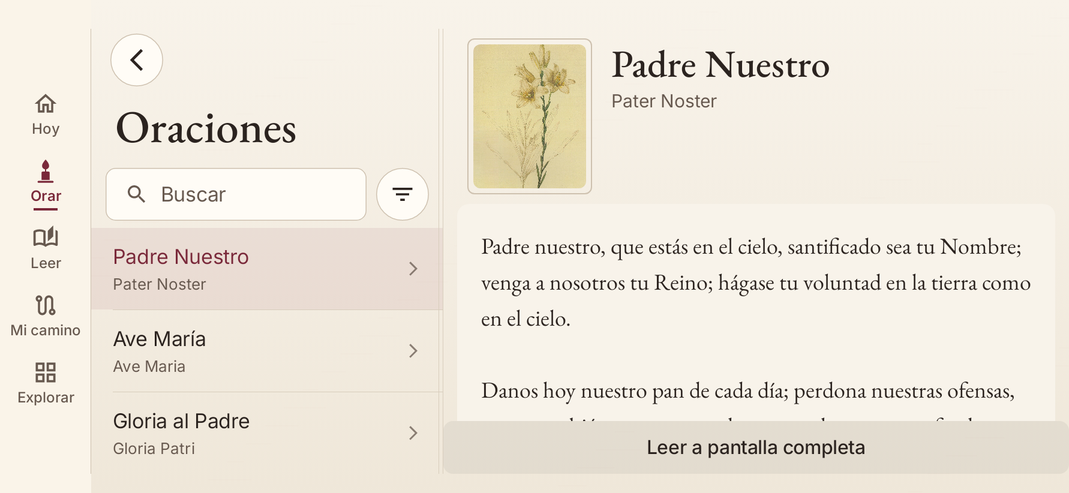 Hoy
Orar
Leer
Mi camino
Explorar
Oraciones
Buscar
Padre Nuestro
Pater Noster
Ave María
Ave Maria
Gloria al Padre
Gloria Patri
Padre Nuestro
Pater Noster
Padre nuestro, que estás en el cielo, santificado sea tu Nombre;
venga a nosotros tu Reino; hágase tu voluntad en la tierra como
en el cielo.
Danos hoy nuestro pan de cada día; perdona nuestras ofensas,
Leer a pantalla completa